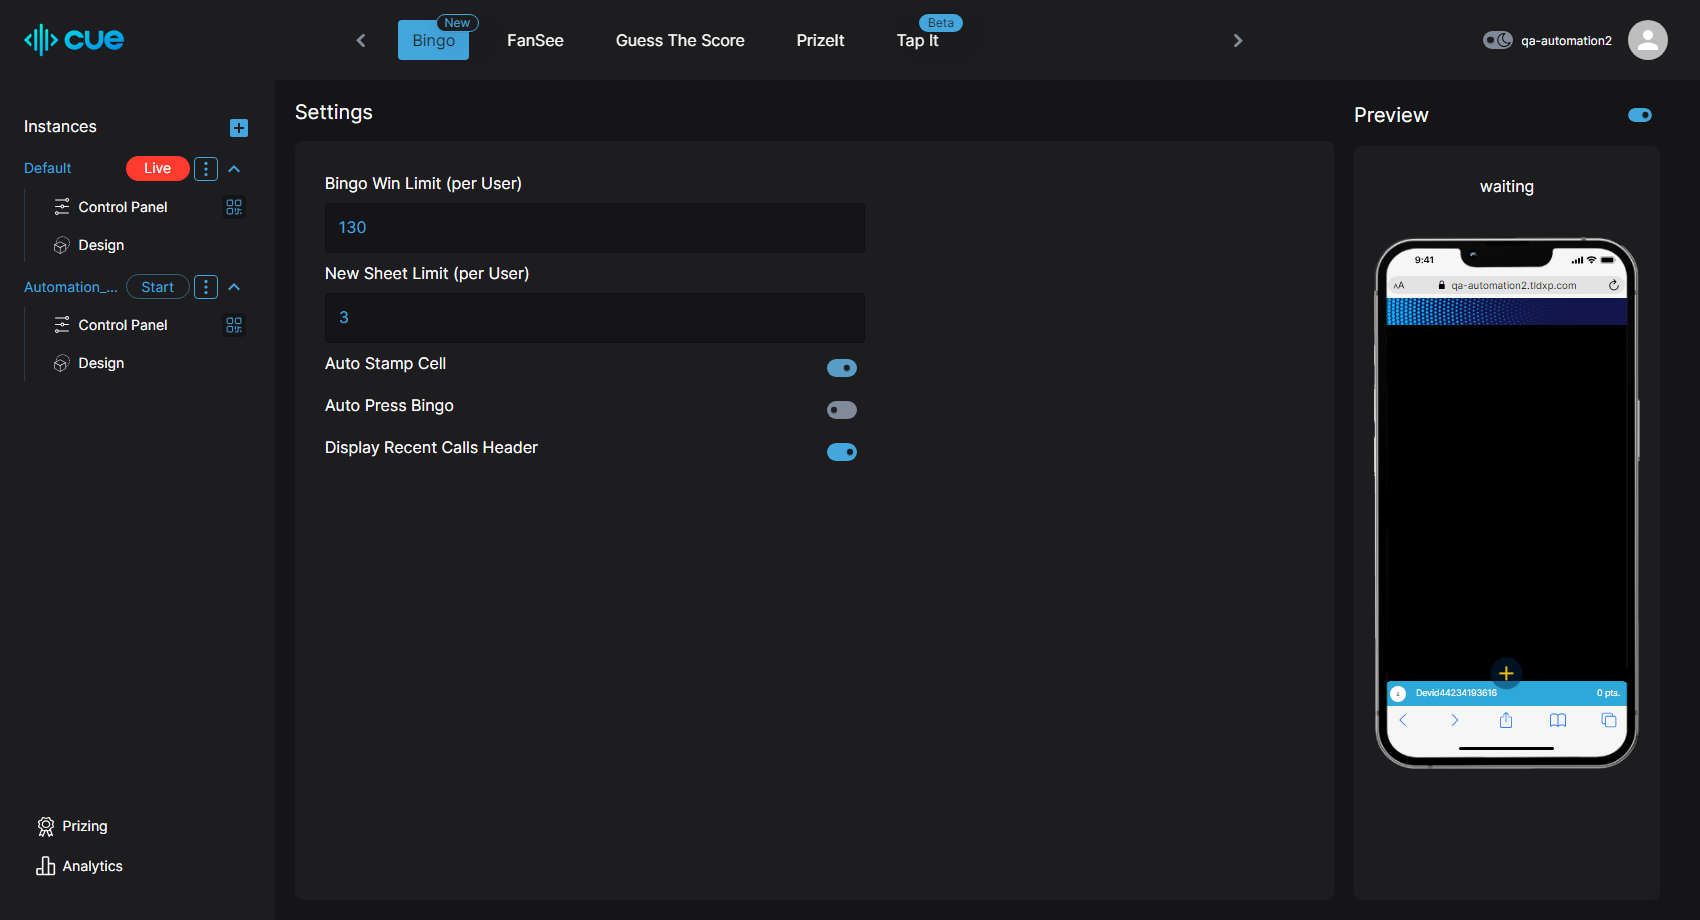 cue
New
Beta
Bingo
FanSee
Guess The Score
PrizeIt
Tap It
qa-automation2
Instances
Default
Live
Control Panel
Design
Automation_...
Start
Control Panel
Design
Prizing
Analytics
Settings
Bingo Win Limit (per User)
130
New Sheet Limit (per User)
3
Auto Stamp Cell
Auto Press Bingo
Display Recent Calls Header
Preview
waiting
9:41
AA qa-automation2.tldxp.com
Devid44234193616 0 pts.